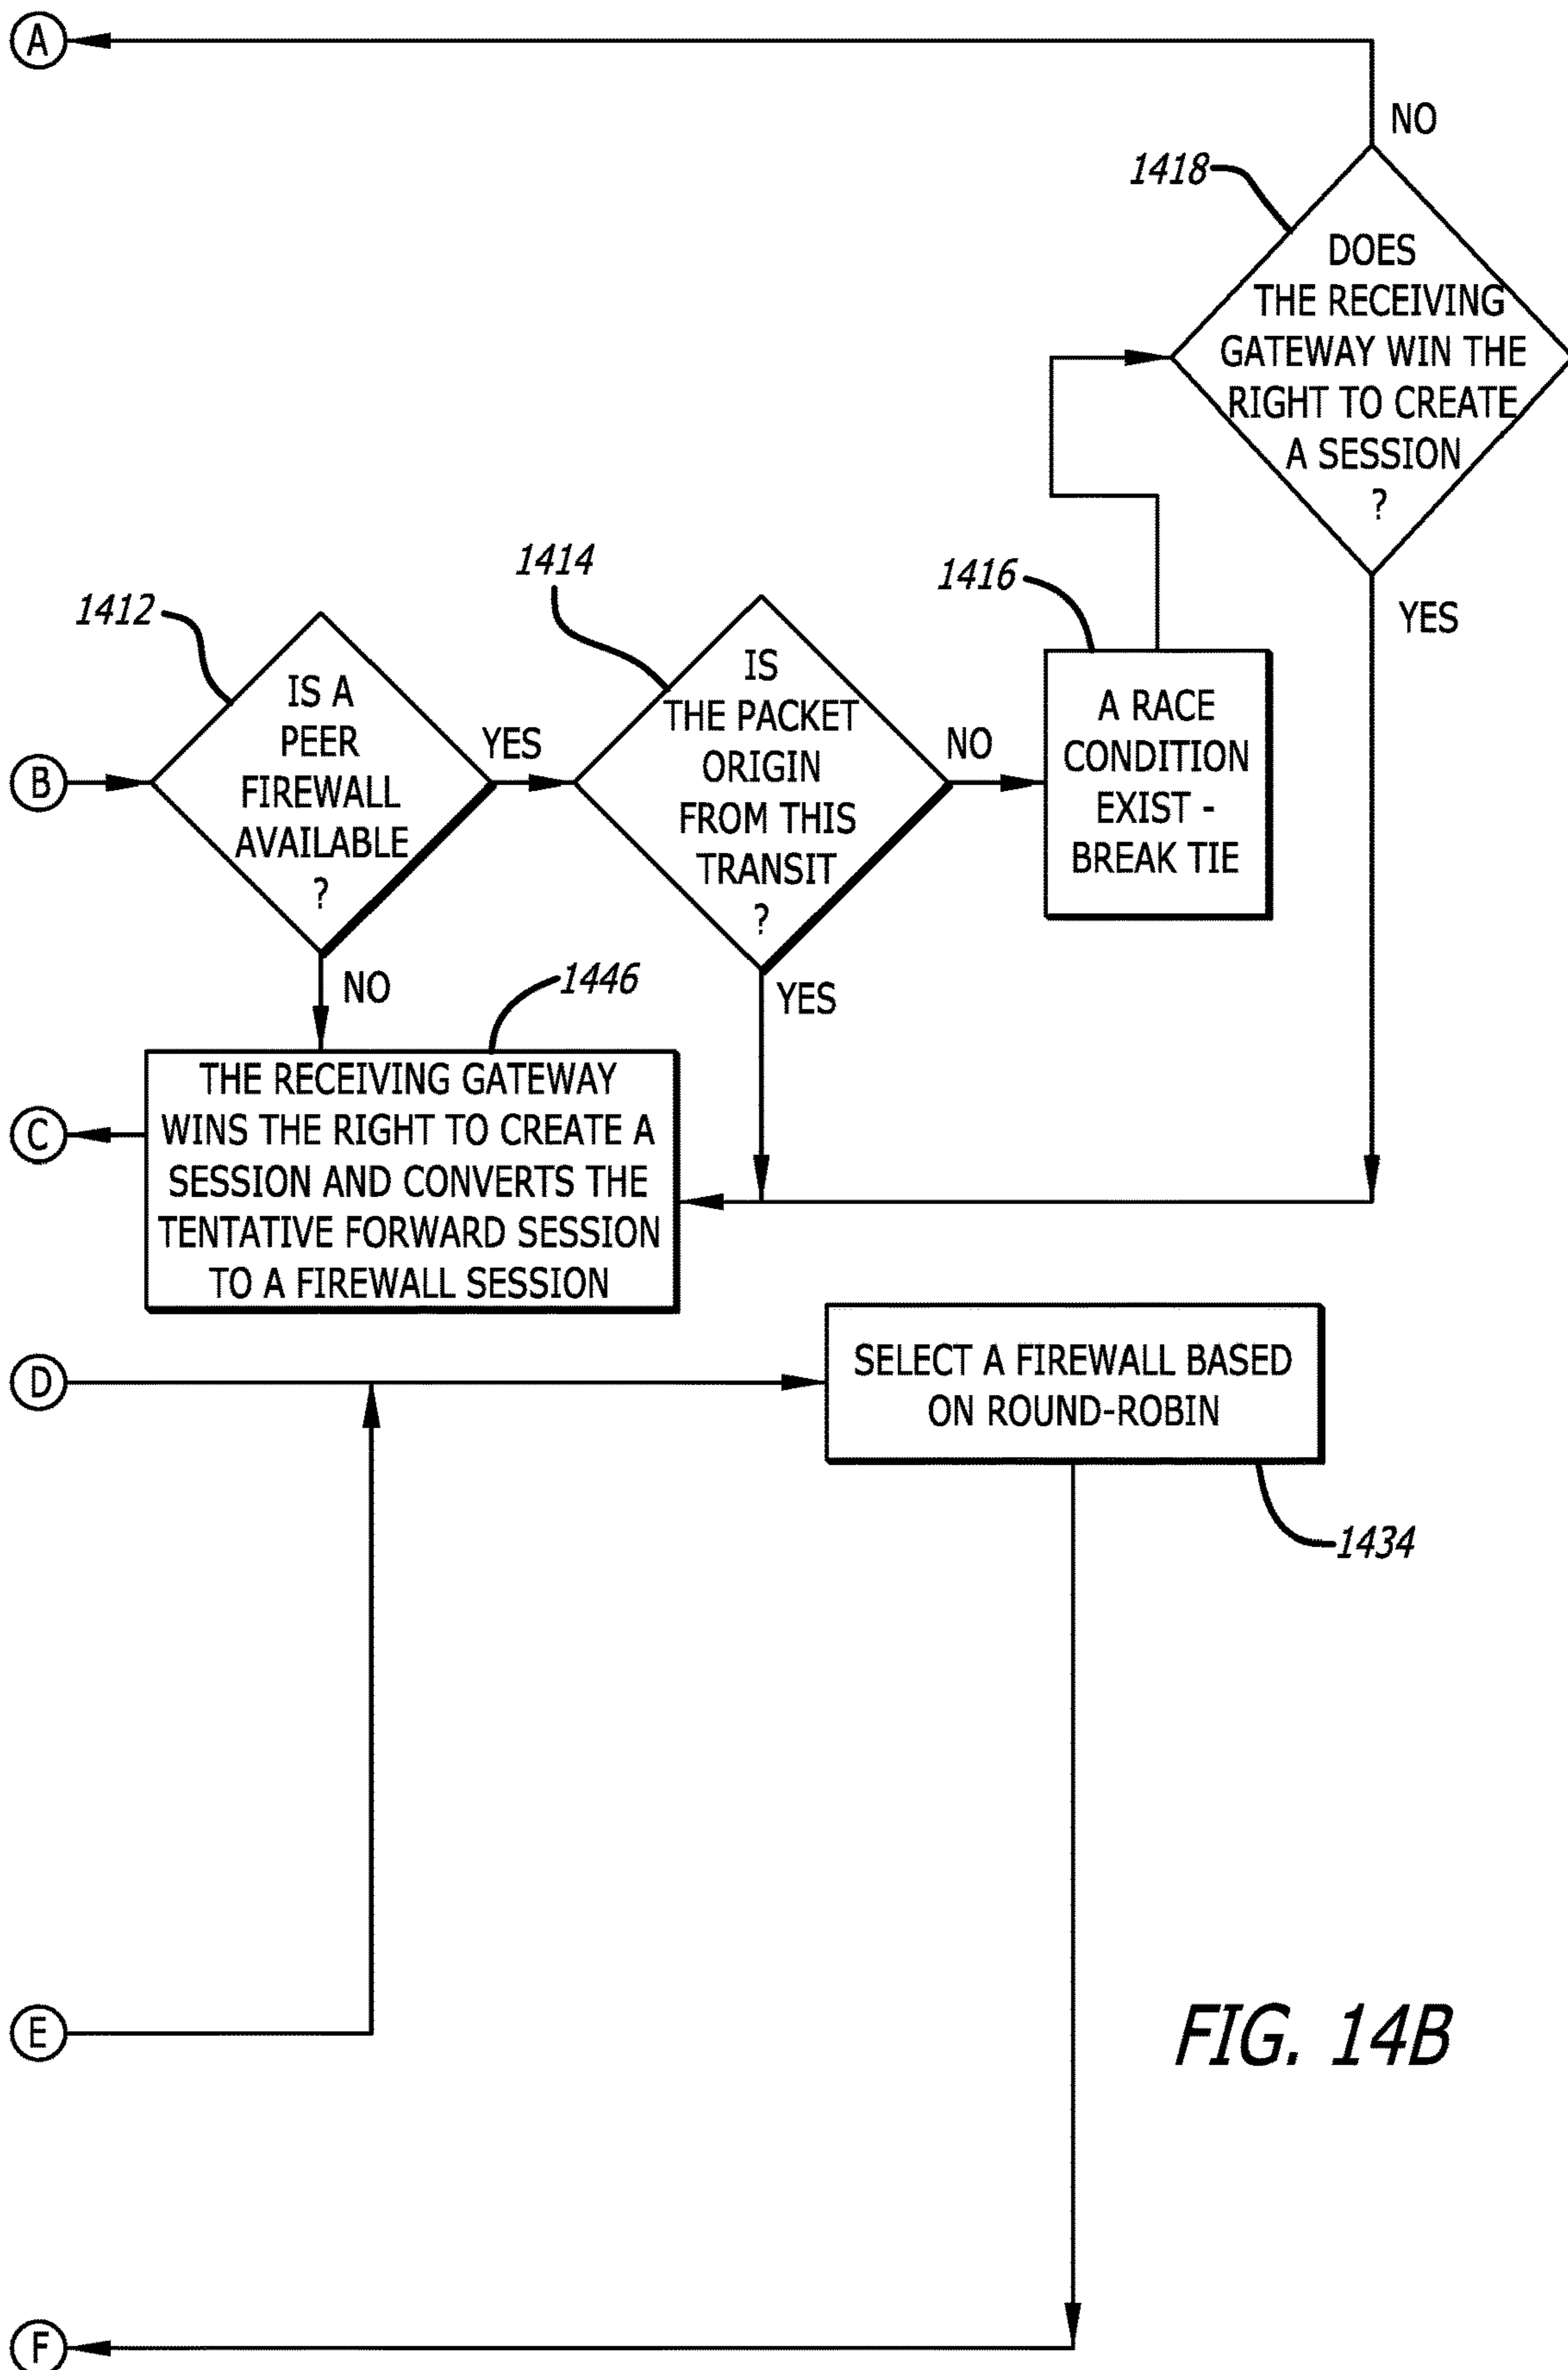 A
NO
1418
DOES
THE RECEIVING
GATEWAY WIN THE
RIGHT TO CREATE
A SESSION
?
YES
1412
IS A
PEER
FIREWALL
AVAILABLE
?
B
YES
NO
1414
IS
THE PACKET
ORIGIN
FROM THIS
TRANSIT
?
NO
YES
1416
A RACE
CONDITION
EXIST -
BREAK TIE
1446
THE RECEIVING GATEWAY
WINS THE RIGHT TO CREATE A
SESSION AND CONVERTS THE
TENTATIVE FORWARD SESSION
TO A FIREWALL SESSION
C
D
SELECT A FIREWALL BASED
ON ROUND-ROBIN
1434
E
FIG. 14B
F